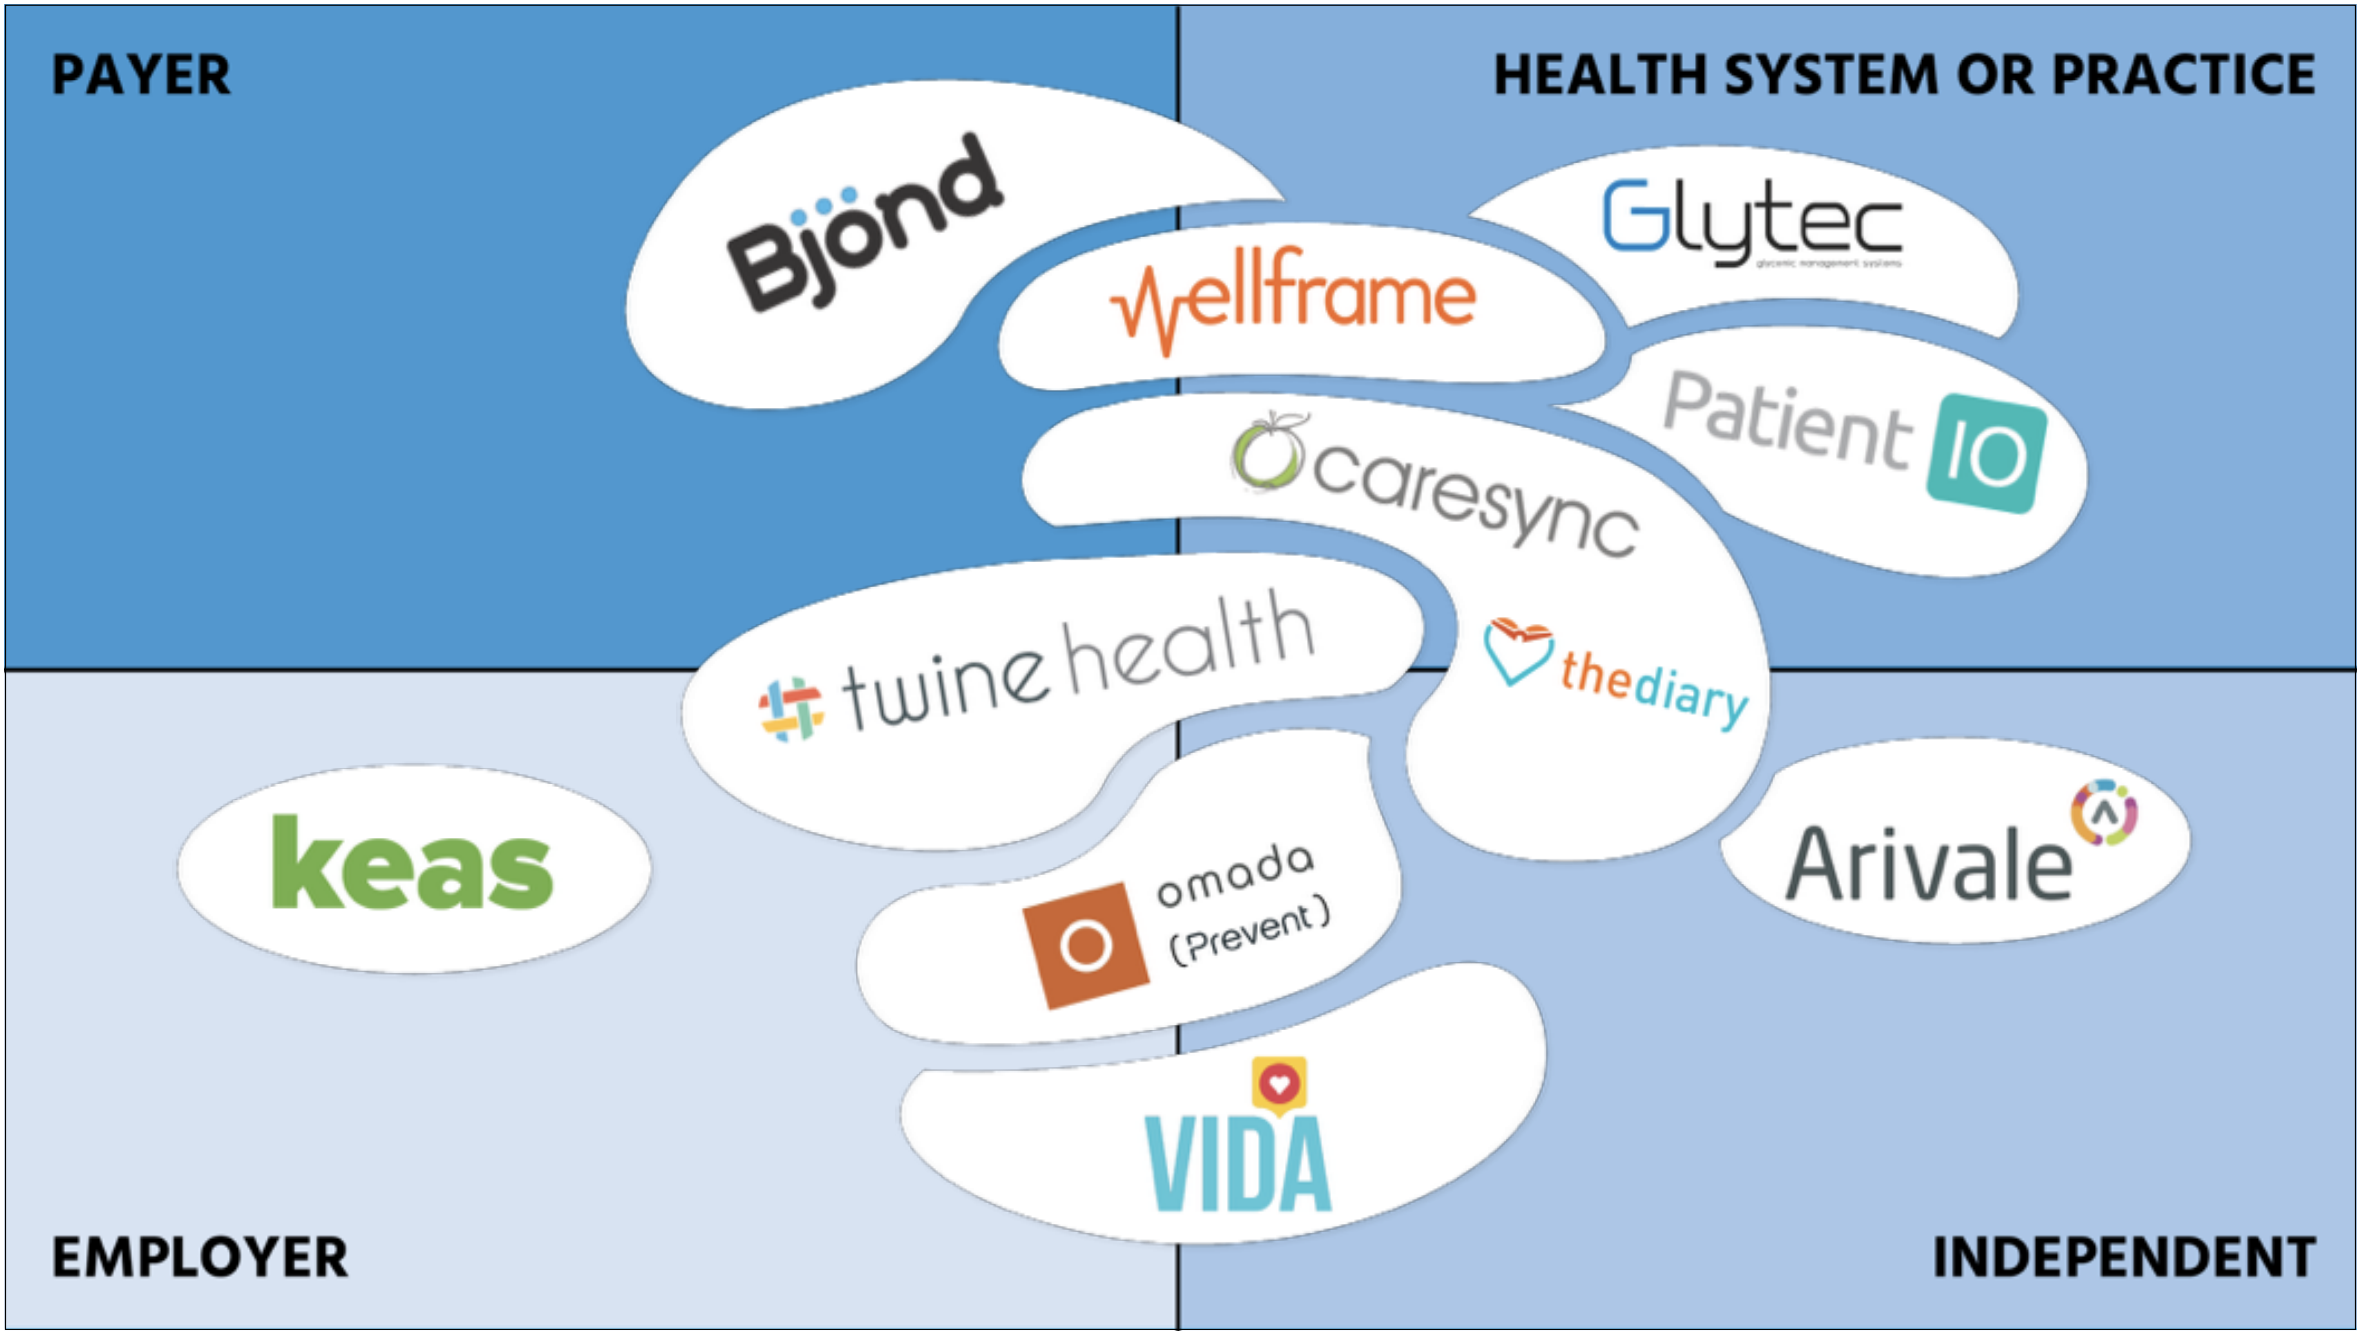 PAYER
HEALTH SYSTEM OR PRACTICE
Bjönd
Glytec
glycemic management systems
Wellframe
Patient IO
caresync
twine health
thediary
keas
Arivale
omada
(Prevent)
VIDA
EMPLOYER
INDEPENDENT